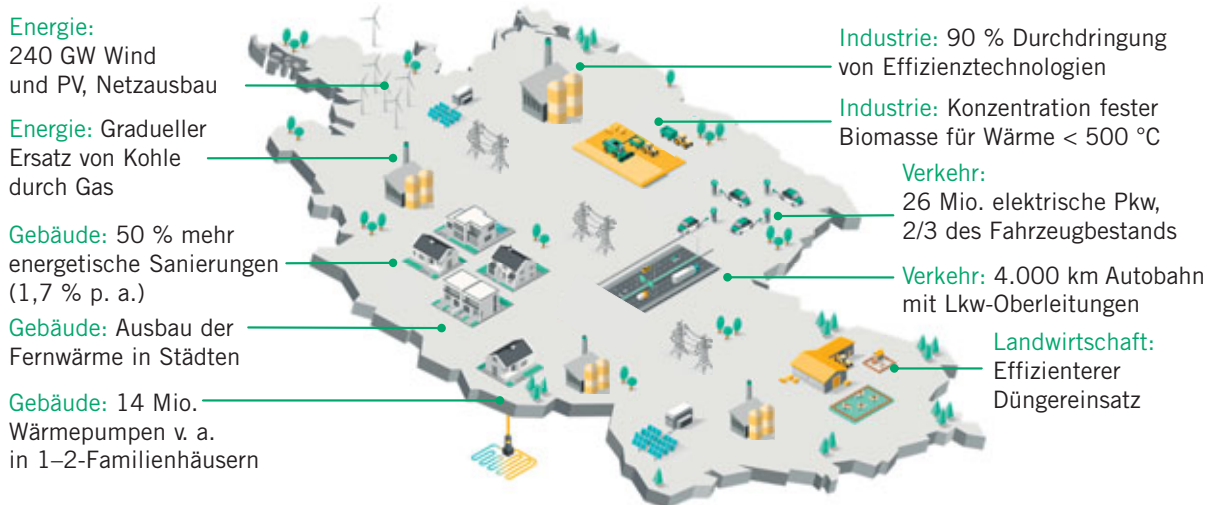 Energie:
240 GW Wind
und PV, Netzausbau
Energie: Gradueller
Ersatz von Kohle
durch Gas
Gebäude: 50 % mehr
energetische Sanierungen
(1,7 % p. a.)
Gebäude: Ausbau der
Fernwärme in Städten
Gebäude: 14 Mio.
Wärmepumpen v. a.
in 1–2-Familienhäusern
Industrie: 90 % Durchdringung
von Effizienztechnologien
Industrie: Konzentration fester
Biomasse für Wärme < 500 °C
Verkehr:
26 Mio. elektrische Pkw,
2/3 des Fahrzeugbestands
Verkehr: 4.000 km Autobahn
mit Lkw-Oberleitungen
Landwirtschaft:
Effizienterer
Düngereinsatz